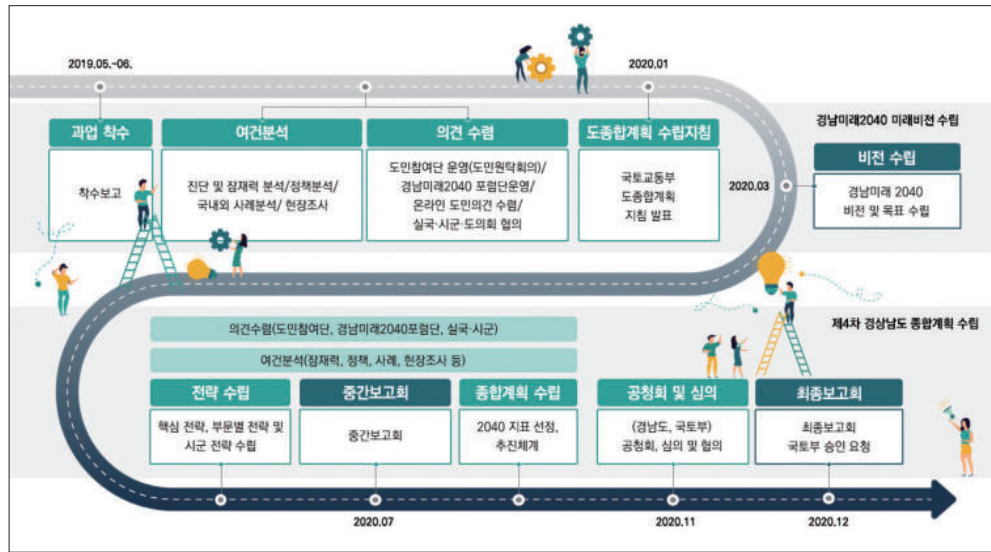 2019.05.-06.
2020.01
경남미래2040 미래비전 수립
과업 착수
착수보고
여건분석
진단 및 잠재력 분석/정책분석/
국내외 사례분석/ 현장조사
의견 수렴
도민참여단 운영(도민원탁회의)/
경남미래2040 포럼단운영/
온라인 도민의견 수렴/
실국·시군·도의회 협의
도종합계획 수립지침
국토교통부
도종합계획
지침 발표
2020.03
비전 수립
경남미래 2040
비전 및 목표 수립
제4차 경상남도 종합계획 수립
의견수렴(도민참여단, 경남미래2040포럼단, 실국·시군)
여건분석(잠재력, 정책, 사례, 현장조사 등)
전략 수립
핵심 전략, 부문별 전략 및
시군 전략 수립
중간보고회
중간보고회
종합계획 수립
2040 지표 선정,
추진체계
공청회 및 심의
(경남도, 국토부)
공청회, 심의 및 협의
최종보고회
최종보고회
국토부 승인 요청
2020.07
2020.11
2020.12